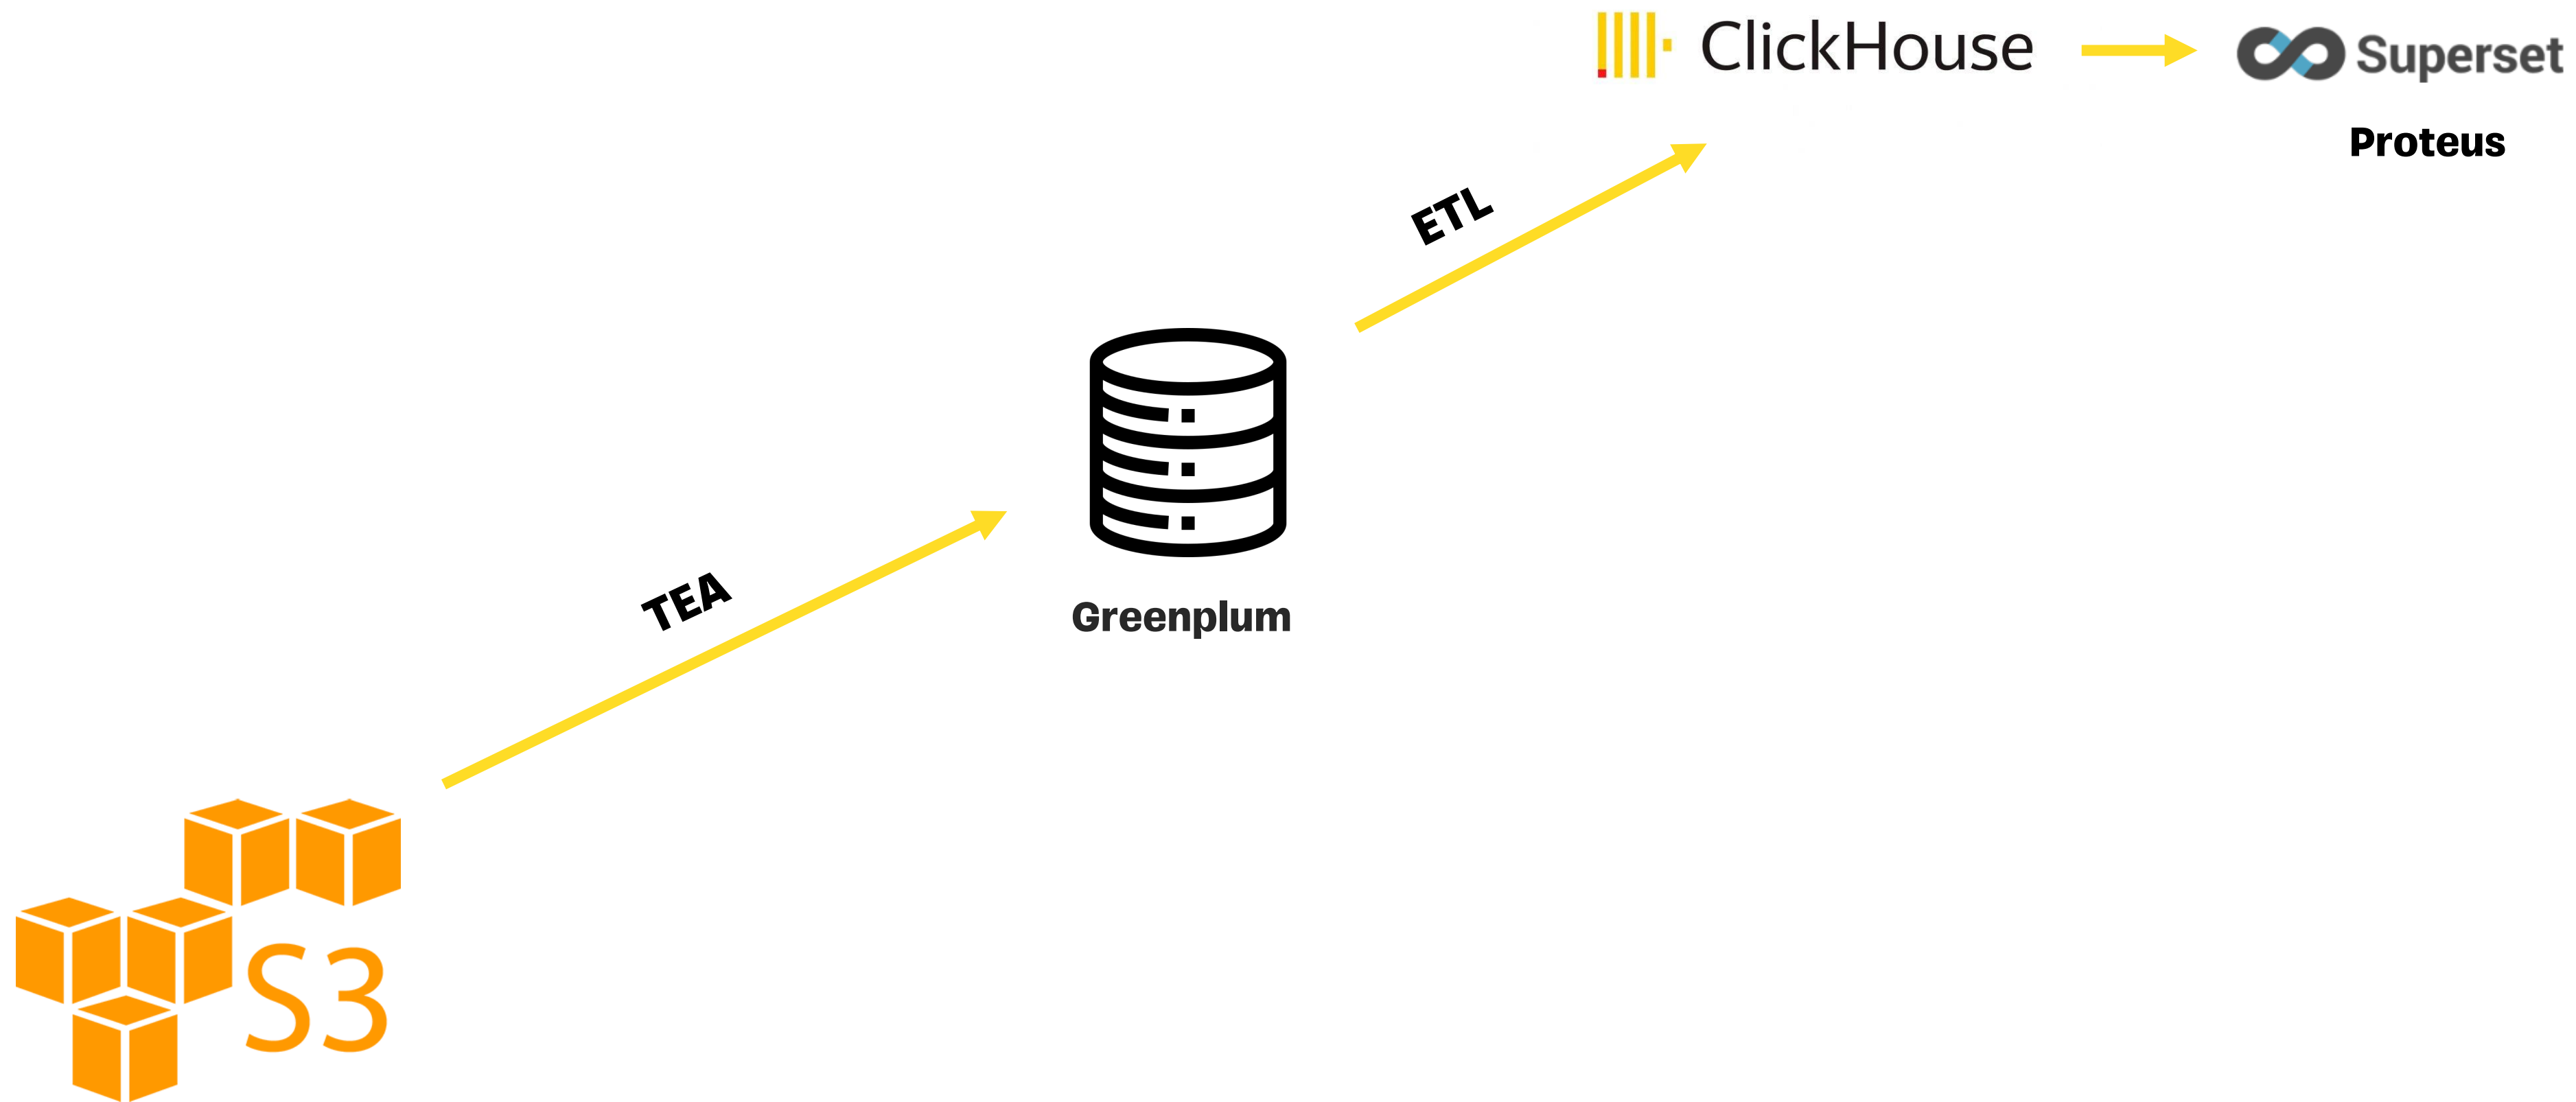 ClickHouse
Superset
Proteus
ETL
Greenplum
TEA
S3